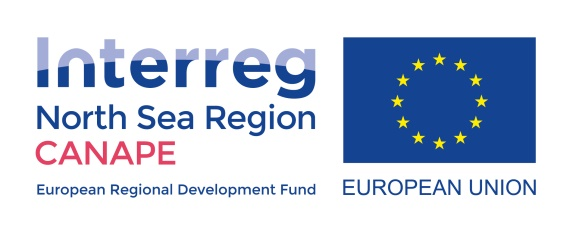 Interreg
North Sea Region
CANAPE
European Regional Development Fund
EUROPEAN UNION